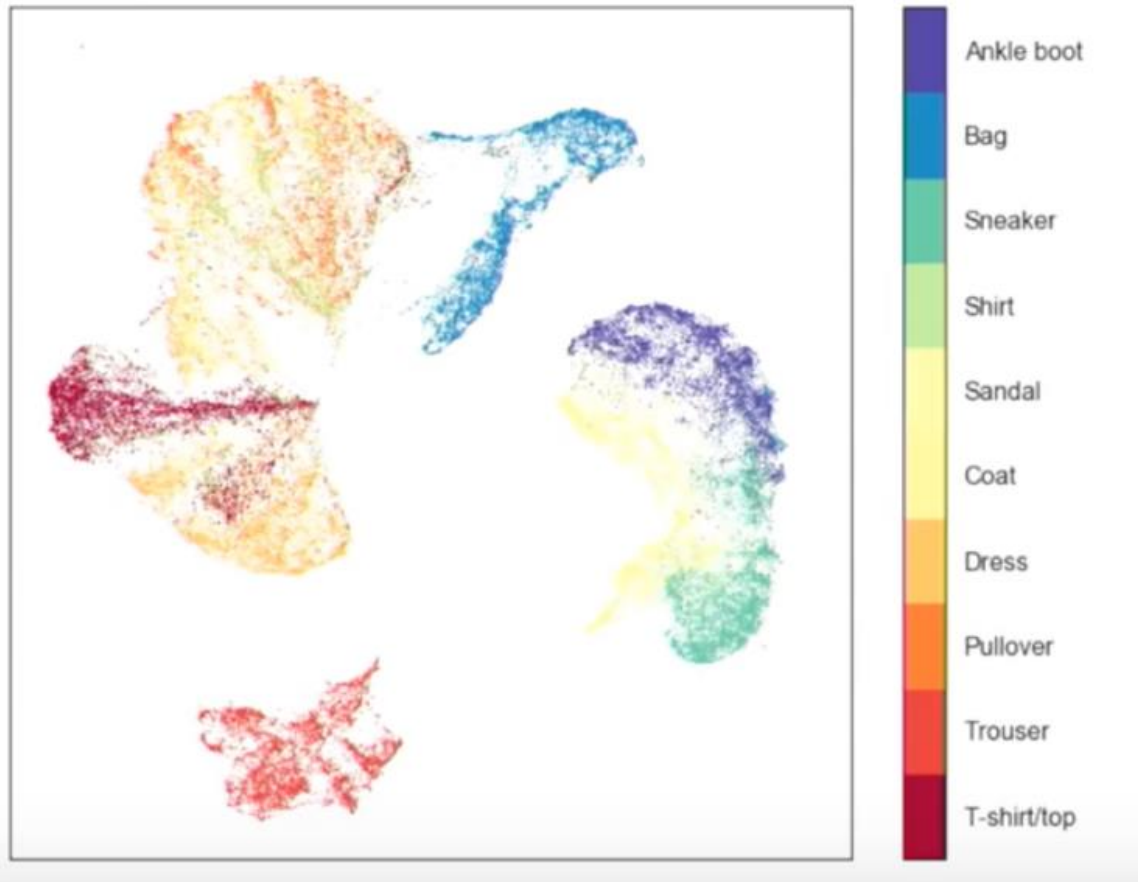 Ankle boot
Bag
Sneaker
Shirt
Sandal
Coat
Dress
Pullover
Trouser
T-shirt/top